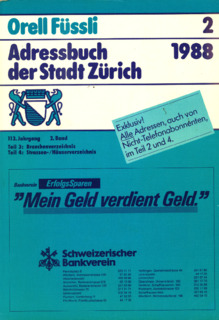 Orell Füssli 2
Adressbuch 1988
der Stadt Zürich
Exklusiv!
Alle Adressen, auch von
Nicht-Telefonabonnenten,
im Teil 2 und 4.
113. Jahrgang 2. Band
Teil 3: Branchenverzeichnis
Teil 4: Strassen-/Häuserverzeichnis
Bankverein ErfolgsSparen
"Mein Geld verdient Geld."
Schweizerischer
Bankverein